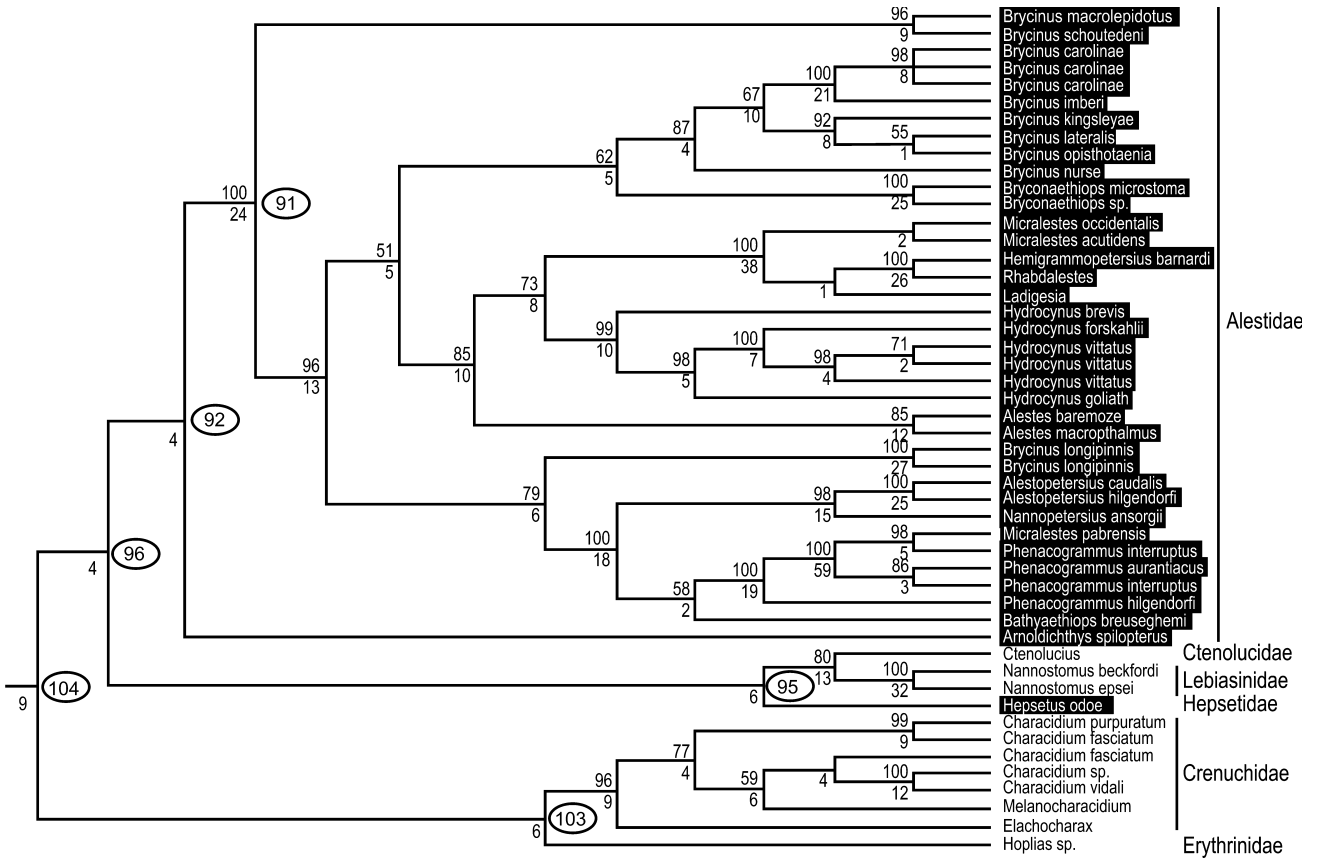 96
Brycinus macrolepidotus
9
Brycinus schoutedeni
98
Brycinus carolinae
100
Brycinus carolinae
8
Brycinus carolinae
67
21
Brycinus imberi
10
92
Brycinus kingsleyae
87
8
55
Brycinus lateralis
62
4
1
Brycinus opisthotaenia
5
Brycinus nurse
100
100
Bryconaethiops microstoma
24
91
25
Bryconaethiops sp.
Micralestes occidentalis
51
100
2
Micralestes acutidens
5
38
100
Hemigrammopetersius barnardi
73
26
Rhabdalestes
8
1
Ladigesia
Hydrocynus brevis
Alestidae
99
100
Hydrocynus forskahlii
10
98
7
71
Hydrocynus vittatus
96
85
98
2
Hydrocynus vittatus
13
10
5
4
Hydrocynus vittatus
Hydrocynus goliath
92
85
Alestes baremoze
4
12
Alestes macropthalmus
100
Brycinus longipinnis
27
Brycinus longipinnis
79
100
Alestopetersius caudalis
6
98
25
Alestopetersius hilgendorfi
15
Nannopetersius ansorgii
100
98
Micralestes pabrensis
96
18
100
5
Phenacogrammus interruptus
4
100
59
86
Phenacogrammus aurantiacus
58
19
3
Phenacogrammus interruptus
2
Phenacogrammus hilgendorfi
Bathyaethiops breuseghemi
Arnoldichthys spilopterus
80
Ctenolucius
Ctenolucidae
13
100
Nannostomus beckfordi
Lebiasinidae
104
95
32
Nannostomus epsei
9
6
Hepsetus odoe
Hepsetidae
99
Characidium purpuratum
77
9
Characidium fasciatum
4
Characidium fasciatum
96
59
4
100
Characidium sp.
Crenuchidae
9
6
12
Characidium vidali
Melanocharacidium
103
Elachocharax
6
Hoplias sp.
Erythrinidae